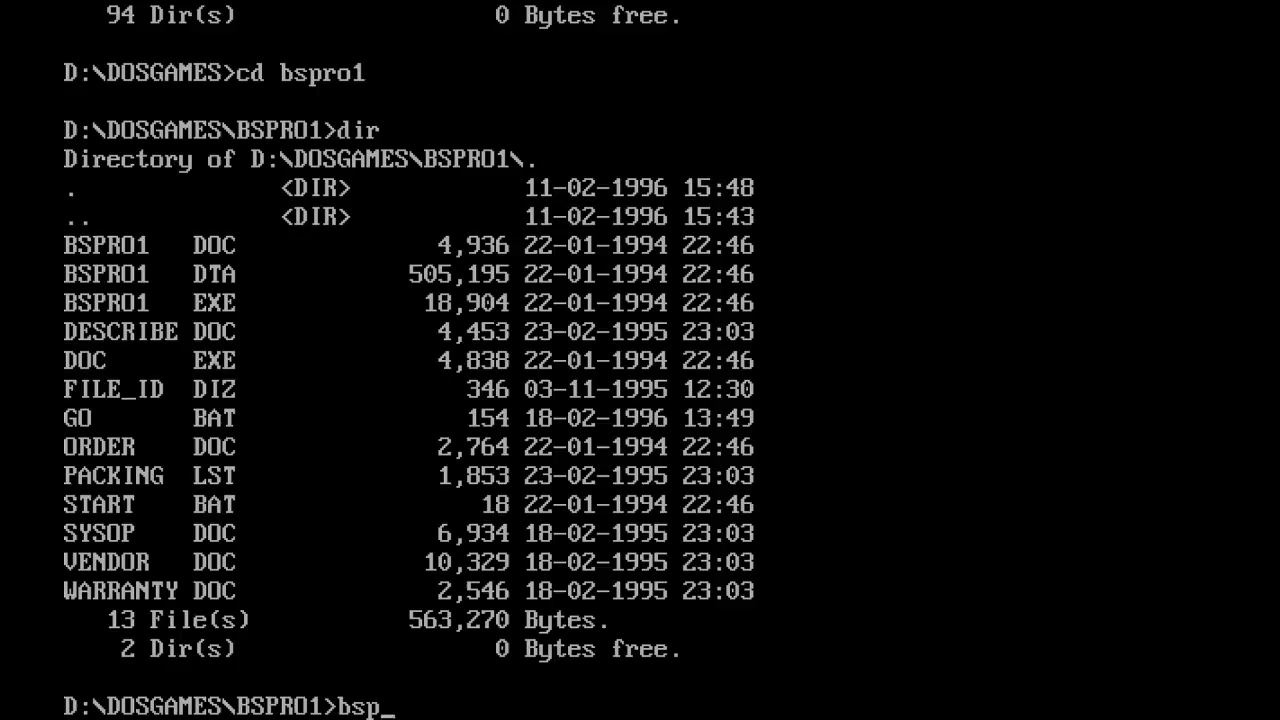 94 Dir(s) 0 Bytes free.
D:\DOSGAMES>cd bspro1
D:\DOSGAMES\BSPRO1>dir
Directory of D:\DOSGAMES\BSPRO1\.
. <DIR> 11-02-1996 15:48
.. <DIR> 11-02-1996 15:43
BSPRO1 DOC 4,936 22-01-1994 22:46
BSPRO1 DTA 505,195 22-01-1994 22:46
BSPRO1 EXE 18,904 22-01-1994 22:46
DESCRIBE DOC 4,453 23-02-1995 23:03
DOC EXE 4,838 22-01-1994 22:46
FILE_ID DIZ 346 03-11-1995 12:30
GO BAT 154 18-02-1996 13:49
ORDER DOC 2,764 22-01-1994 22:46
PACKING LST 1,853 23-02-1995 23:03
START BAT 18 22-01-1994 22:46
SYSOP DOC 6,934 18-02-1995 23:03
VENDOR DOC 10,329 18-02-1995 23:03
WARRANTY DOC 2,546 18-02-1995 23:03
13 File(s) 563,270 Bytes.
2 Dir(s) 0 Bytes free.
D:\DOSGAMES\BSPRO1>bsp_